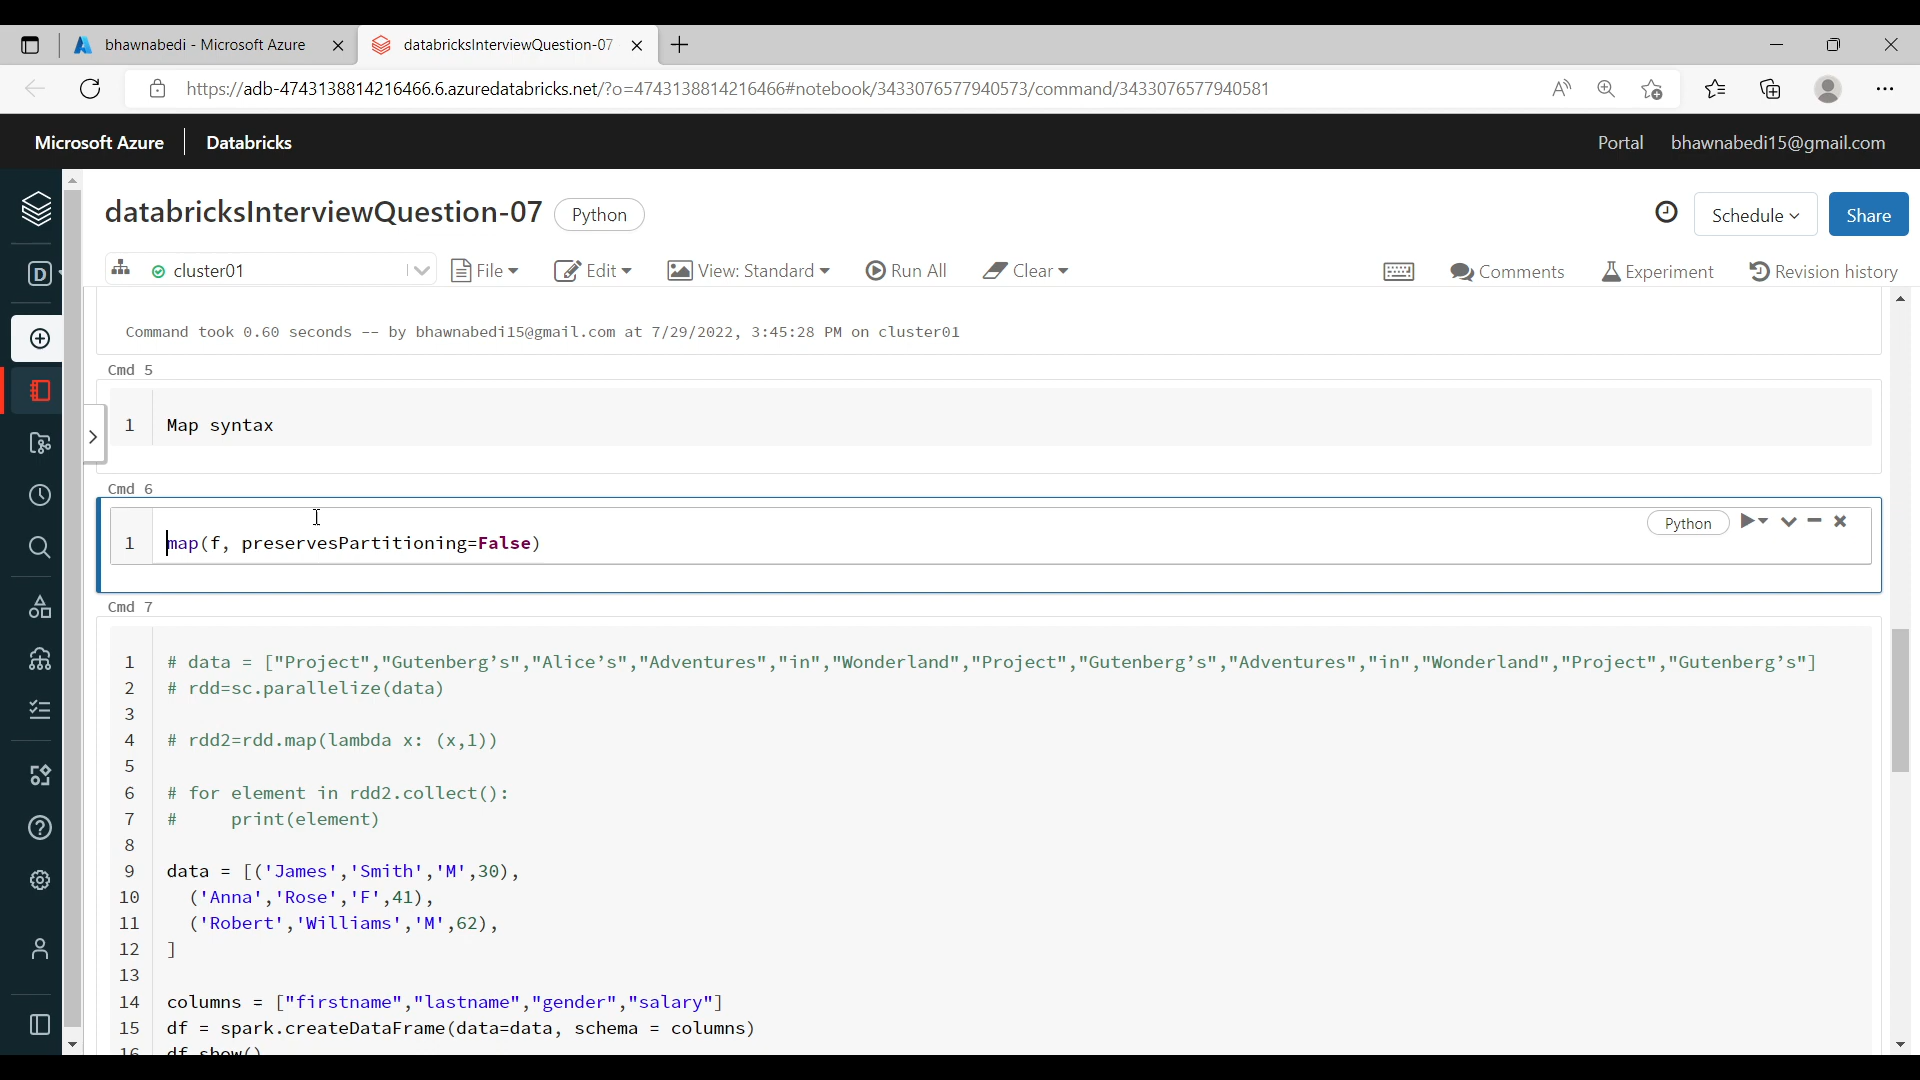 bhawnabedi - Microsoft Azure
databricksInterviewQuestion-07
https://adb-4743138814216466.6.azuredatabricks.net/?o=4743138814216466#notebook/3433076577940573/command/3433076577940581
Microsoft Azure
Databricks
Portal
bhawnabedi15@gmail.com
databricksInterviewQuestion-07
Python
Schedule
Share
D
cluster01
File
Edit
View: Standard
Run All
Clear
Comments
Experiment
Revision history
Command took 0.60 seconds -- by bhawnabedi15@gmail.com at 7/29/2022, 3:45:28 PM on cluster01
Cmd 5
1 Map syntax
Cmd 6
Python
1 map(f, preservesPartitioning=False)
Cmd 7
1 # data = ["Project","Gutenberg’s","Alice’s","Adventures","in","Wonderland","Project","Gutenberg’s","Adventures","in","Wonderland","Project","Gutenberg’s"]
2 # rdd=sc.parallelize(data)
3
4 # rdd2=rdd.map(lambda x: (x,1))
5
6 # for element in rdd2.collect():
7 #     print(element)
8
9 data = [('James','Smith','M',30),
10   ('Anna','Rose','F',41),
11   ('Robert','Williams','M',62),
12 ]
13
14 columns = ["firstname","lastname","gender","salary"]
15 df = spark.createDataFrame(data=data, schema = columns)
16 df.show()